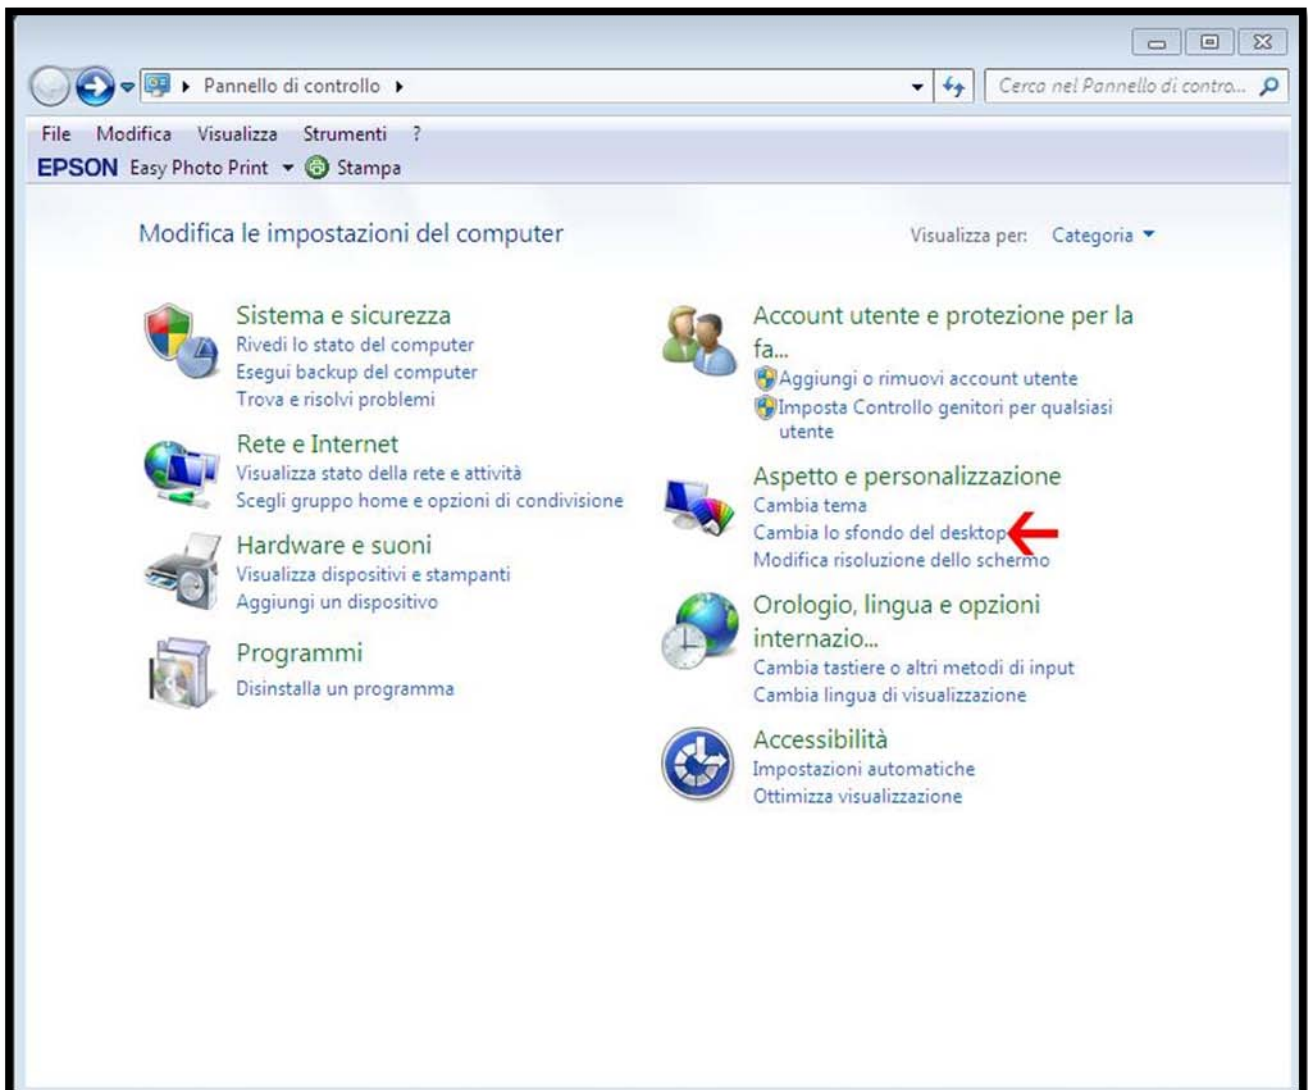 Pannello di controllo
Cerca nel Pannello di contro...
File Modifica Visualizza Strumenti ?
EPSON Easy Photo Print Stampa
Modifica le impostazioni del computer
Visualizza per: Categoria
Sistema e sicurezza
Rivedi lo stato del computer
Esegui backup del computer
Trova e risolvi problemi
Rete e Internet
Visualizza stato della rete e attività
Scegli gruppo home e opzioni di condivisione
Hardware e suoni
Visualizza dispositivi e stampanti
Aggiungi un dispositivo
Programmi
Disinstalla un programma
Account utente e protezione per la
fa...
Aggiungi o rimuovi account utente
Imposta Controllo genitori per qualsiasi
utente
Aspetto e personalizzazione
Cambia tema
Cambia lo sfondo del desktop
Modifica risoluzione dello schermo
Orologio, lingua e opzioni
internazio...
Cambia tastiere o altri metodi di input
Cambia lingua di visualizzazione
Accessibilità
Impostazioni automatiche
Ottimizza visualizzazione